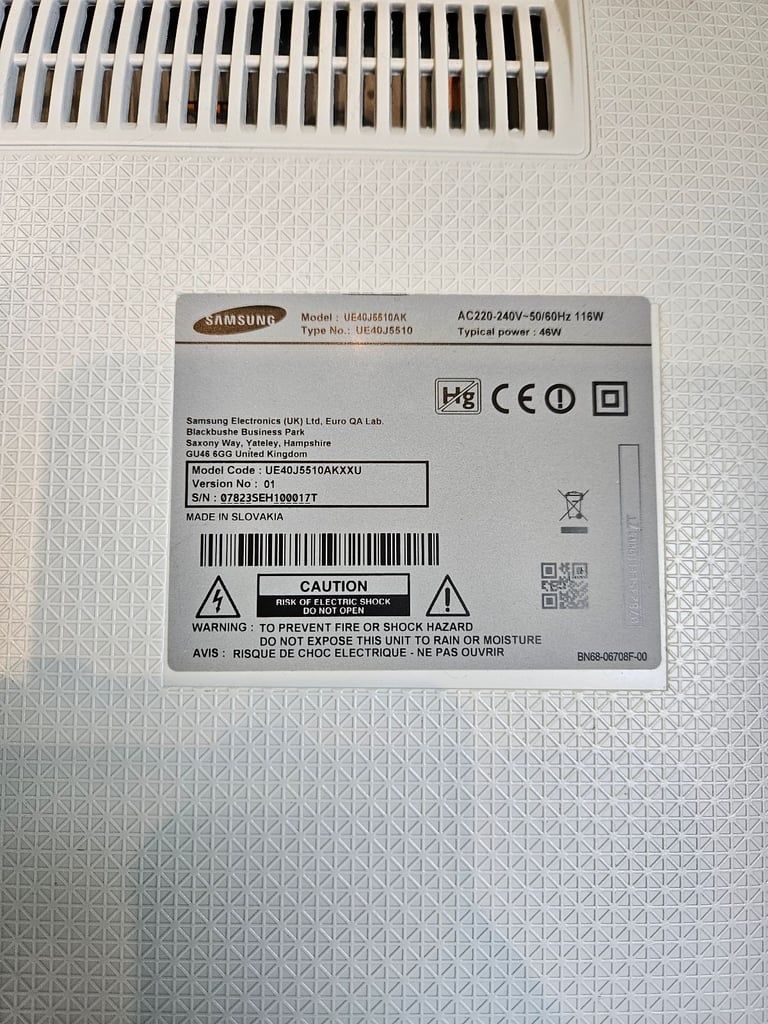 SAMSUNG
Model : UE40J5510AK
Type No.: UE40J5510
AC220-240V~50/60Hz 116W
Typical power : 46W
Hg
CE
Samsung Electronics (UK) Ltd, Euro QA Lab.
Blackbushe Business Park
Saxony Way, Yateley, Hampshire
GU46 6GG United Kingdom
Model Code : UE40J5510AKXXU
Version No : 01
S/N : 07823SEH100017T
MADE IN SLOVAKIA
07823SEH100017T
CAUTION
RISK OF ELECTRIC SHOCK
DO NOT OPEN
WARNING : TO PREVENT FIRE OR SHOCK HAZARD
DO NOT EXPOSE THIS UNIT TO RAIN OR MOISTURE
AVIS : RISQUE DE CHOC ELECTRIQUE - NE PAS OUVRIR
BN68-06708F-00